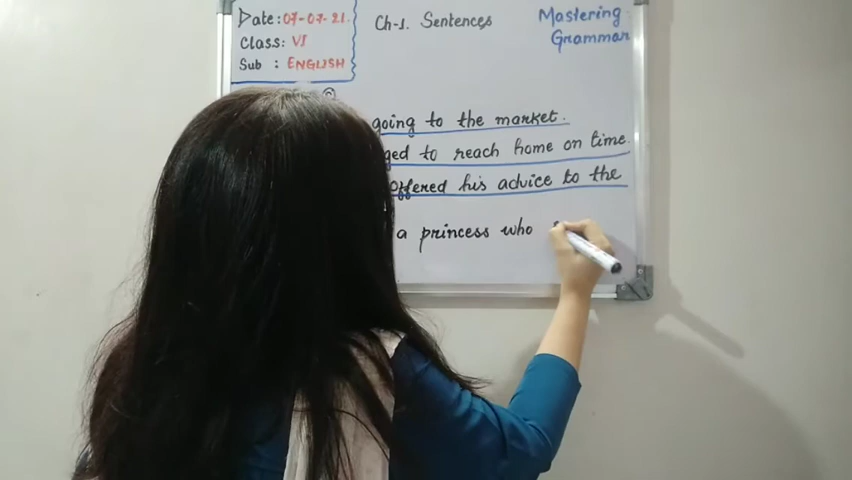 Date: 07-07-21.
Class: VI
Sub : ENGLISH
Ch-1. Sentences
Mastering
Grammar
going to the market.
ged to reach home on time.
offered his advice to the
a princess who